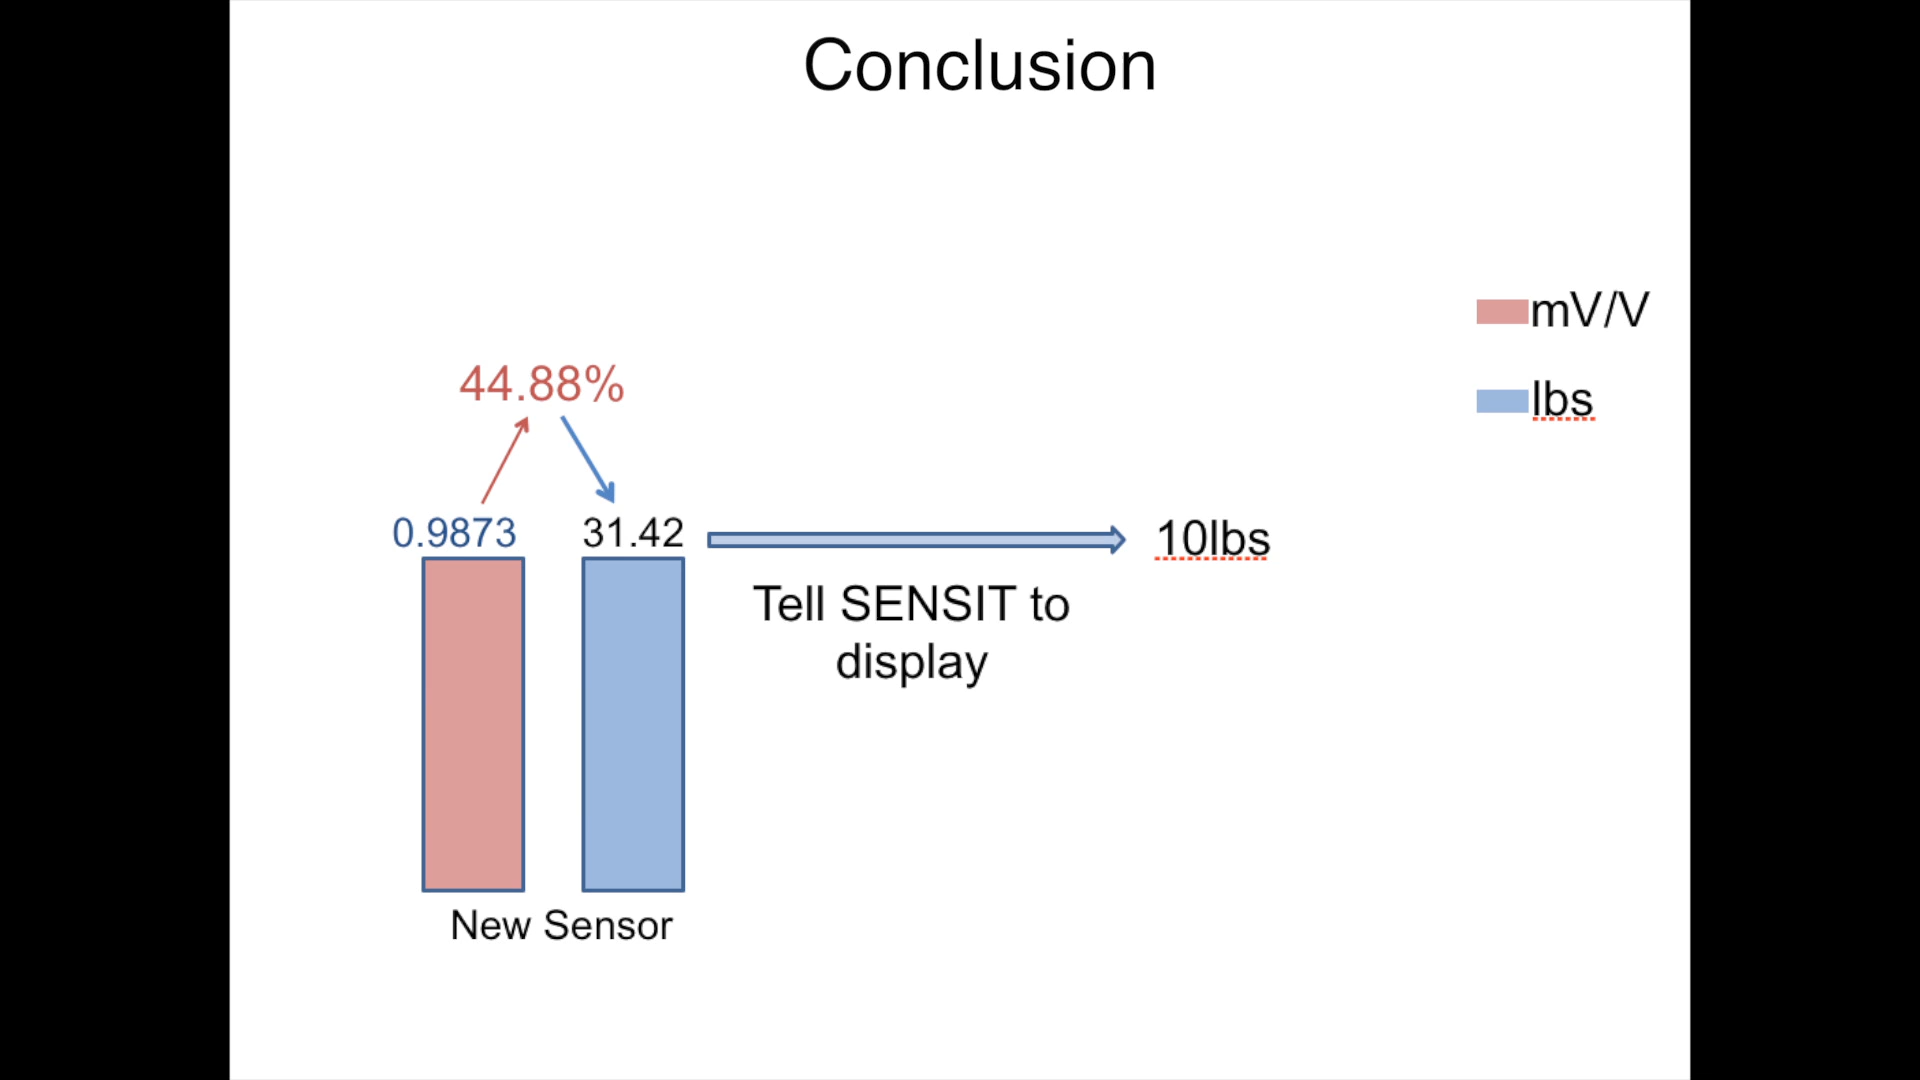 Conclusion
mV/V
lbs
44.88%
0.9873
31.42
10lbs
Tell SENSIT to
display
New Sensor